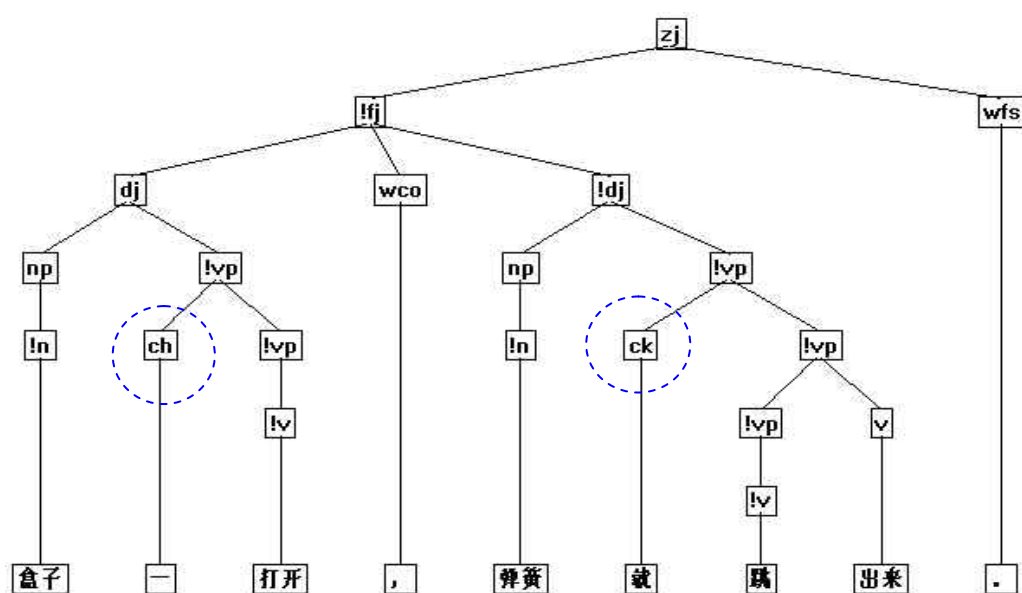 zj
!fj wfs
dj wco !dj
np !vp np !vp
!n ch !vp !n ck !vp
!v !vp v
!v
盒子 一 打开 , 弹簧 就 跳 出来 .